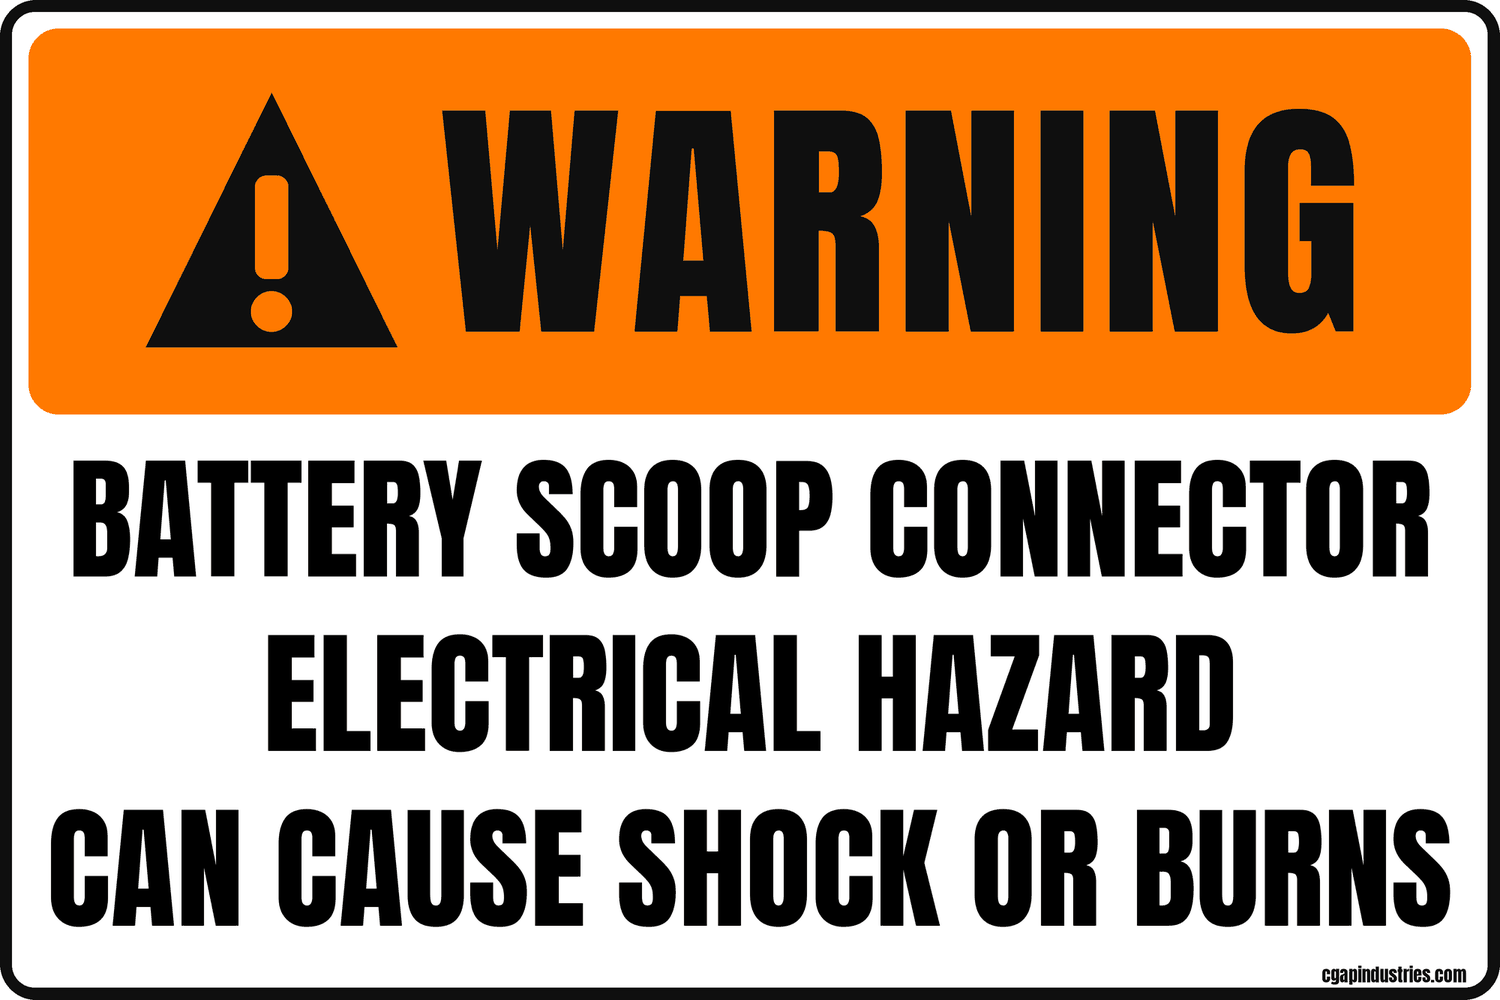 WARNING
BATTERY SCOOP CONNECTOR
ELECTRICAL HAZARD
CAN CAUSE SHOCK OR BURNS
cgapindustries.com